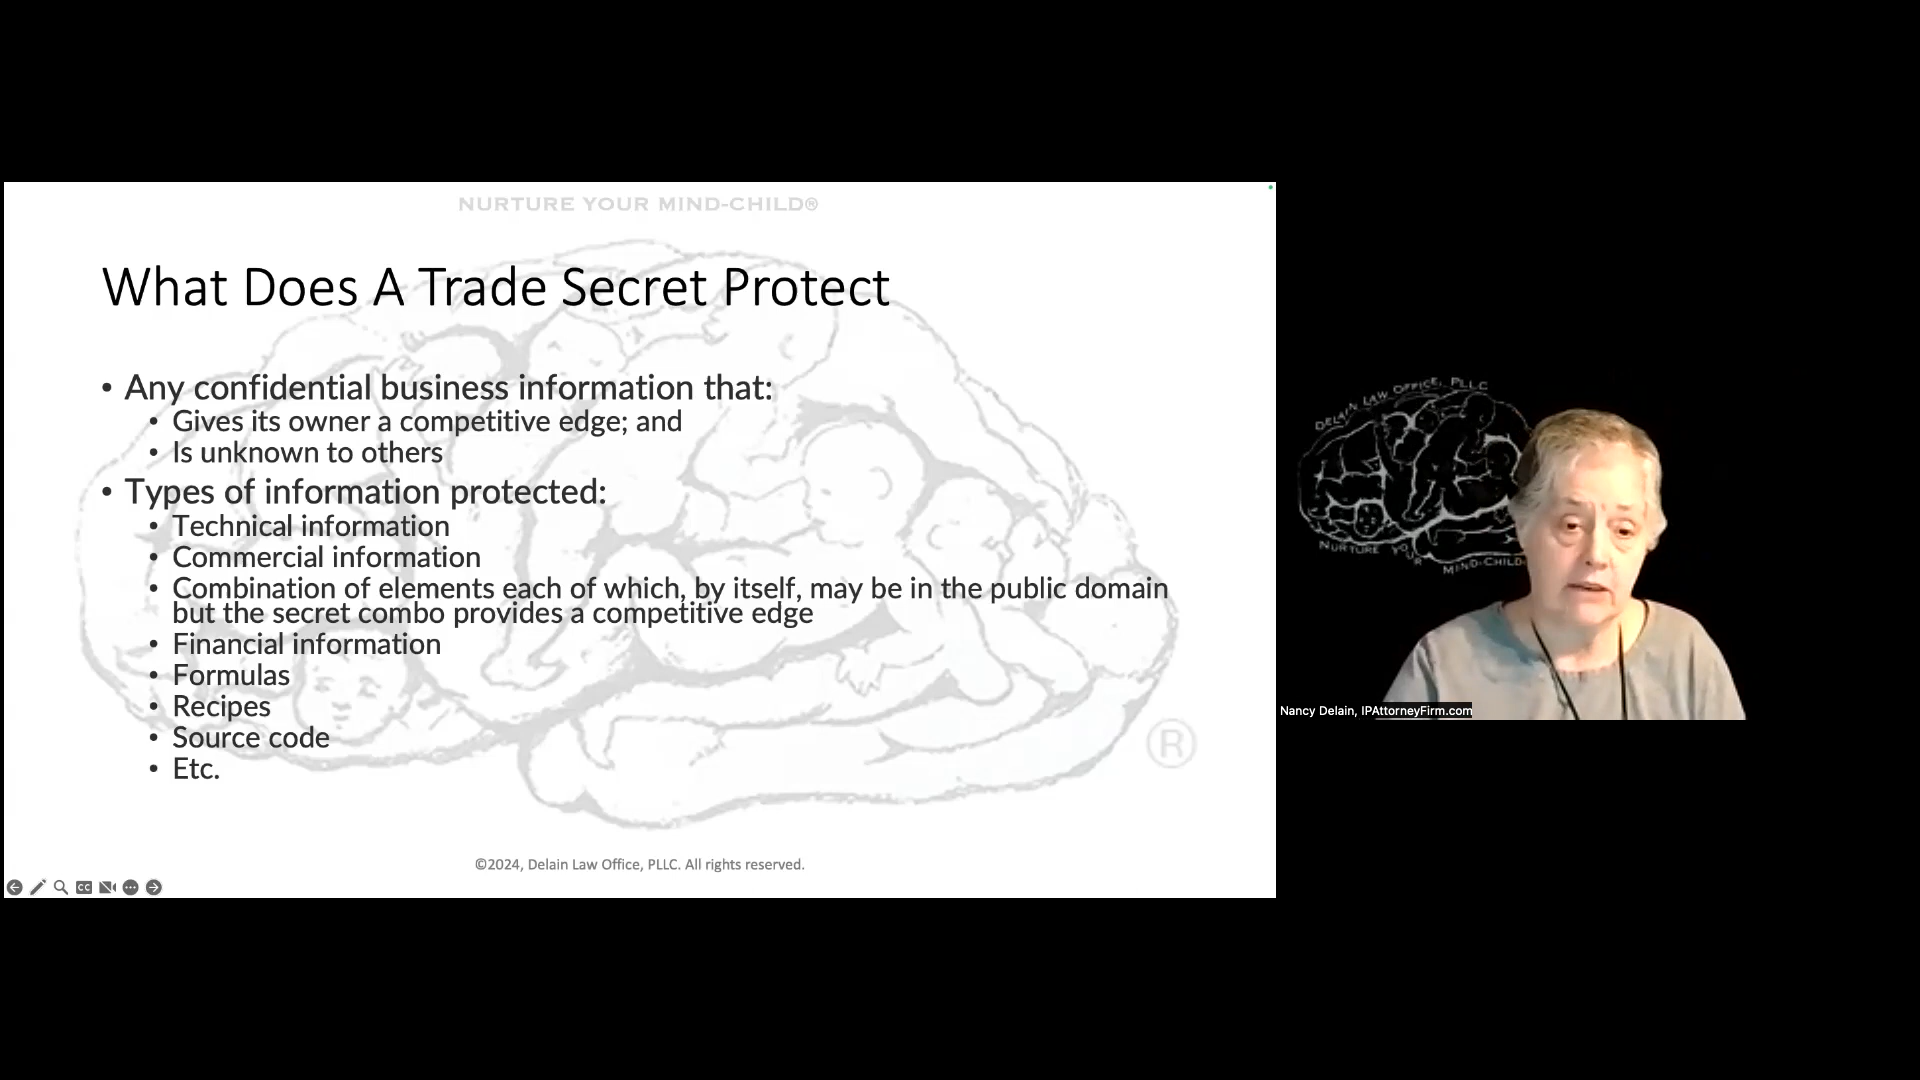 NURTURE YOUR MIND-CHILD®
What Does A Trade Secret Protect
• Any confidential business information that:
• Gives its owner a competitive edge; and
• Is unknown to others
• Types of information protected:
• Technical information
• Commercial information
• Combination of elements each of which, by itself, may be in the public domain
but the secret combo provides a competitive edge
• Financial information
• Formulas
• Recipes
• Source code
• Etc.
®
©2024, Delain Law Office, PLLC. All rights reserved.
CC
DELAIN LAW OFFICE, PLLC
NURTURE YOUR MIND-CHILD
Nancy Delain, IPAttorneyFirm.com